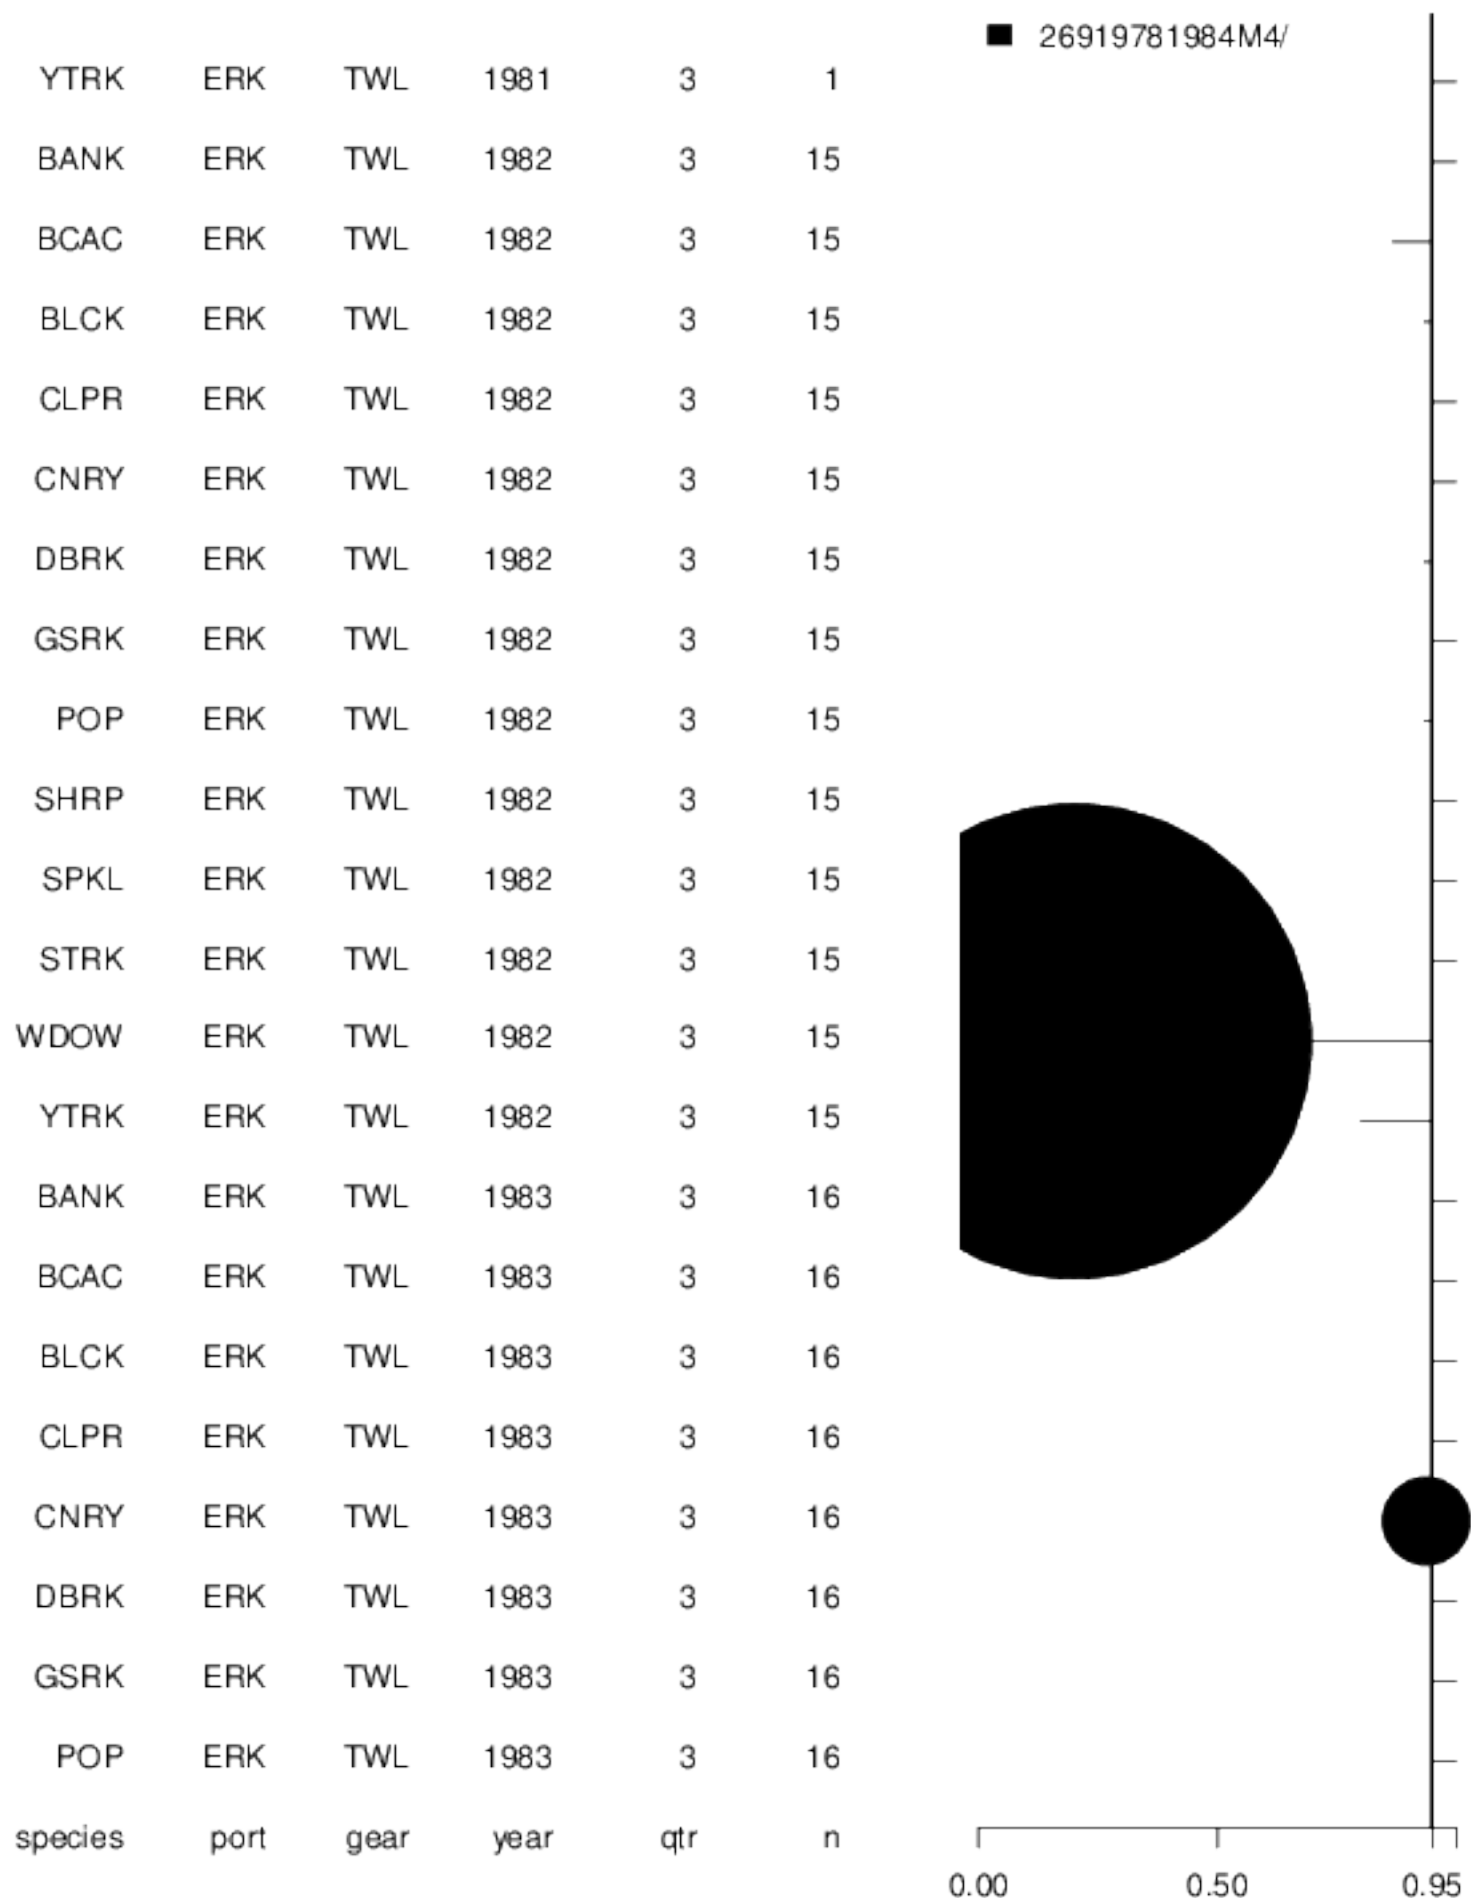 26919781984M4/
YTRK ERK TWL 1981 3 1
BANK ERK TWL 1982 3 15
BCAC ERK TWL 1982 3 15
BLCK ERK TWL 1982 3 15
CLPR ERK TWL 1982 3 15
CNRY ERK TWL 1982 3 15
DBRK ERK TWL 1982 3 15
GSRK ERK TWL 1982 3 15
POP ERK TWL 1982 3 15
SHRP ERK TWL 1982 3 15
SPKL ERK TWL 1982 3 15
STRK ERK TWL 1982 3 15
WDOW ERK TWL 1982 3 15
YTRK ERK TWL 1982 3 15
BANK ERK TWL 1983 3 16
BCAC ERK TWL 1983 3 16
BLCK ERK TWL 1983 3 16
CLPR ERK TWL 1983 3 16
CNRY ERK TWL 1983 3 16
DBRK ERK TWL 1983 3 16
GSRK ERK TWL 1983 3 16
POP ERK TWL 1983 3 16
species port gear year qtr n
0.00 0.50 0.95